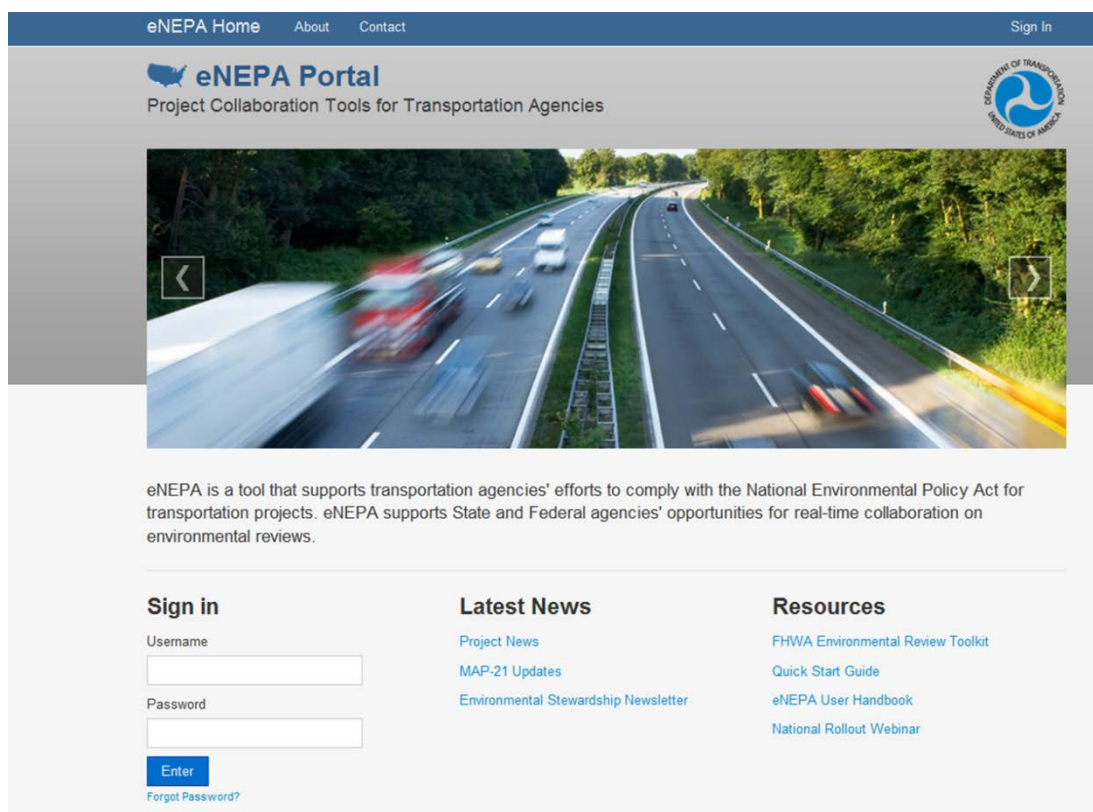 eNEPA Home About Contact Sign In
eNEPA Portal
Project Collaboration Tools for Transportation Agencies
DEPARTMENT OF TRANSPORTATION
UNITED STATES OF AMERICA
eNEPA is a tool that supports transportation agencies' efforts to comply with the National Environmental Policy Act for
transportation projects. eNEPA supports State and Federal agencies' opportunities for real-time collaboration on
environmental reviews.
Sign in
Username
Password
Enter
Forgot Password?
Latest News
Project News
MAP-21 Updates
Environmental Stewardship Newsletter
Resources
FHWA Environmental Review Toolkit
Quick Start Guide
eNEPA User Handbook
National Rollout Webinar